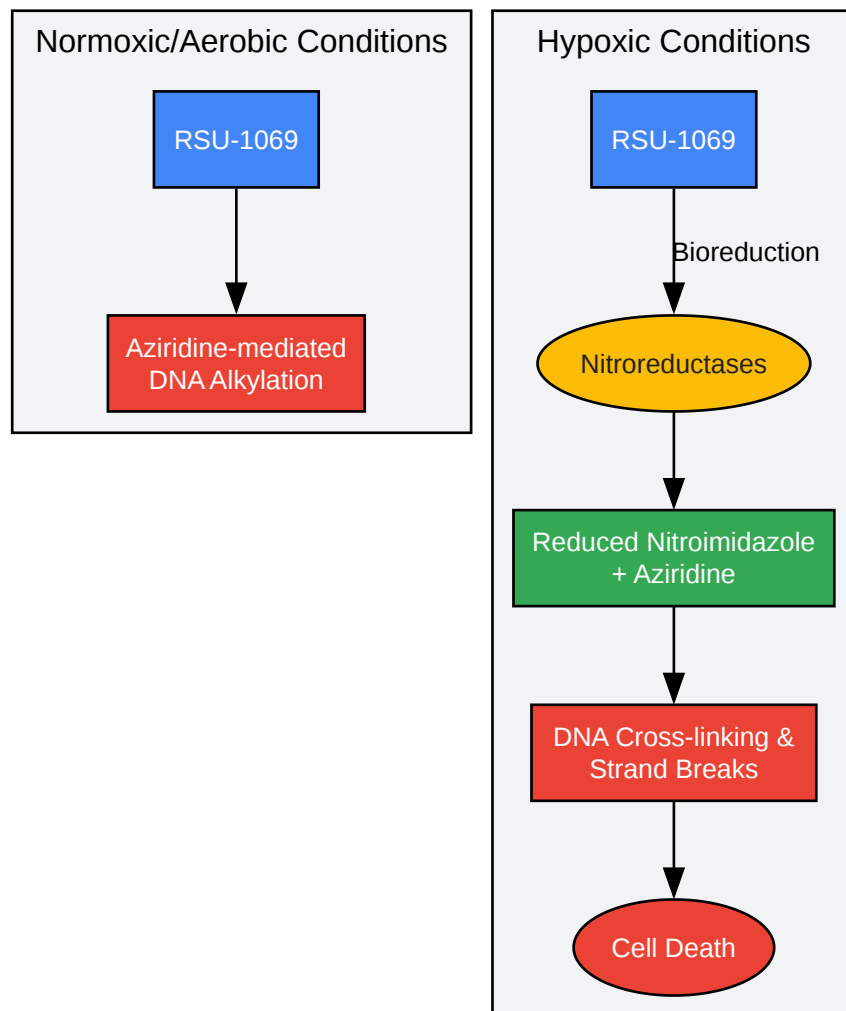 Normoxic/Aerobic Conditions
RSU-1069
Aziridine-mediated
DNA Alkylation
Hypoxic Conditions
RSU-1069
Bioreduction
Nitroreductases
Reduced Nitroimidazole
+ Aziridine
DNA Cross-linking &
Strand Breaks
Cell Death